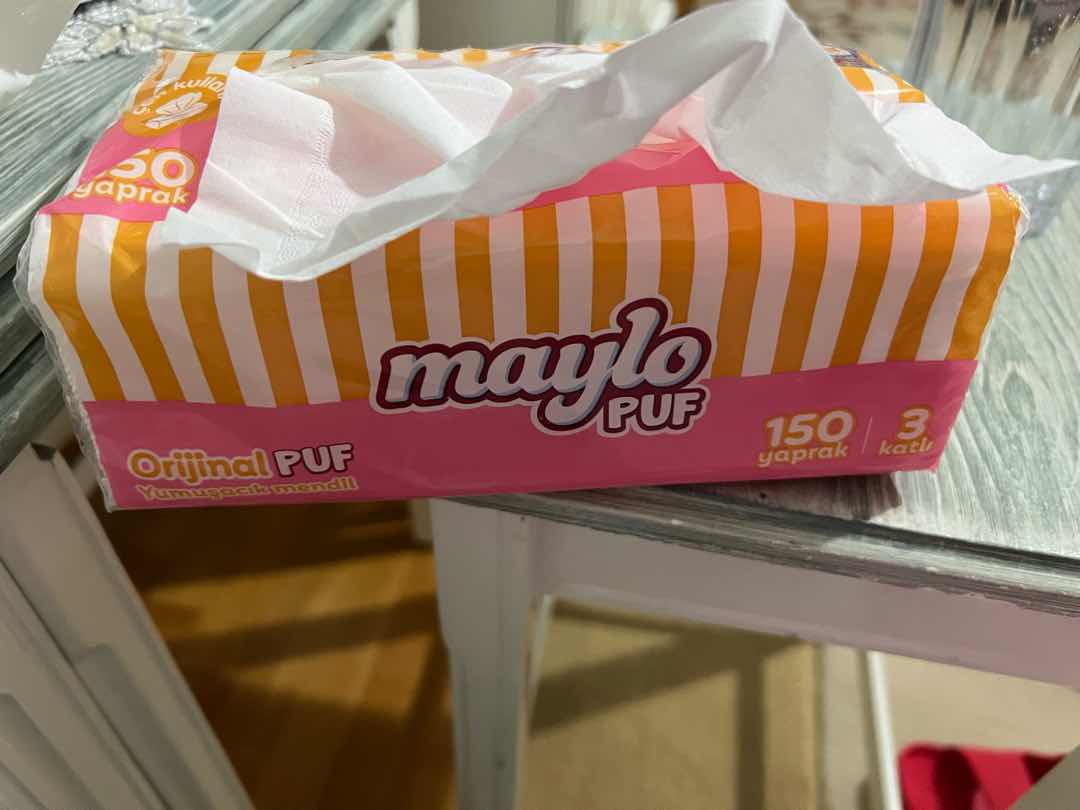 150
yaprak
maylo
PUF
Orijinal PUF
Yumuşacık mendil
150
yaprak
3
katlı